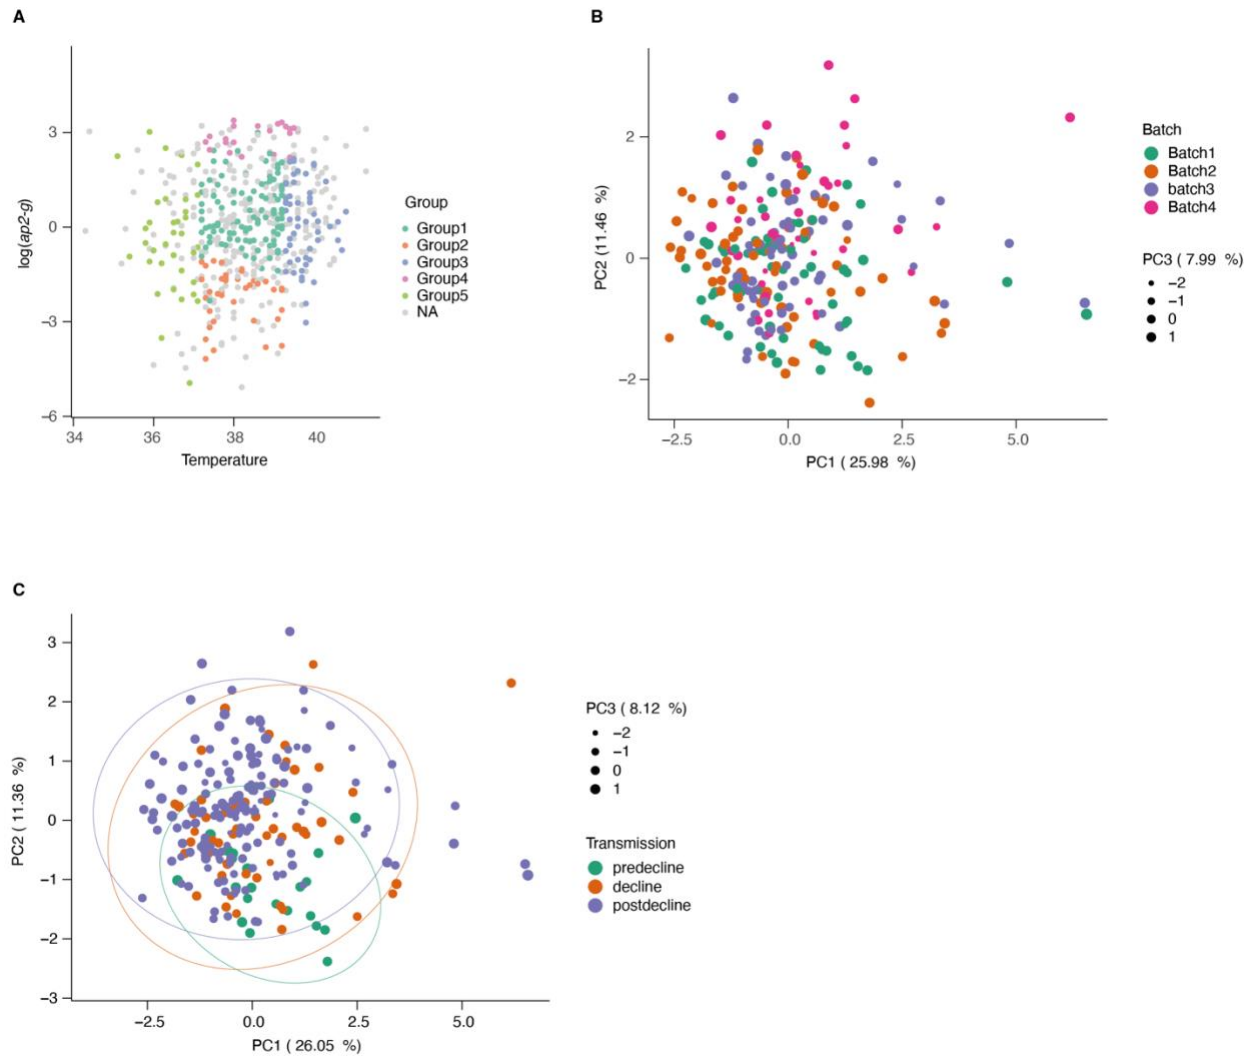 A
3
0
−3
−6
34
36
38
40
log(ap2-g)
Temperature
Group
Group1
Group2
Group3
Group4
Group5
NA
B
2
0
−2
−2.5
0.0
2.5
5.0
PC2 (11.46 %)
PC1 ( 25.98 %)
Batch
Batch1
Batch2
batch3
Batch4
PC3 ( 7.99 %)
−2
−1
0
1
C
3
2
1
0
−1
−2
−3
−2.5
0.0
2.5
5.0
PC2 ( 11.36 %)
PC1 ( 26.05 %)
PC3 ( 8.12 %)
−2
−1
0
1
Transmission
predecline
decline
postdecline